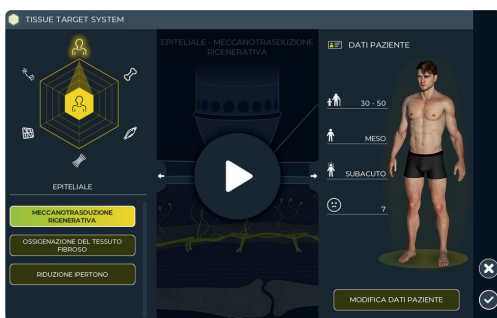 TISSUE TARGET SYSTEM
EPITELIALE
MECCANOTRASDUZIONE
RIGENERATIVA
OSSIGENAZIONE DEL TESSUTO
FIBROSO
RIDUZIONE IPERTONO
EPITELIALE - MECCANOTRASDUZIONE
RIGENERATIVA
DATI PAZIENTE
30 - 50
MESO
SUBACUTO
7
MODIFICA DATI PAZIENTE